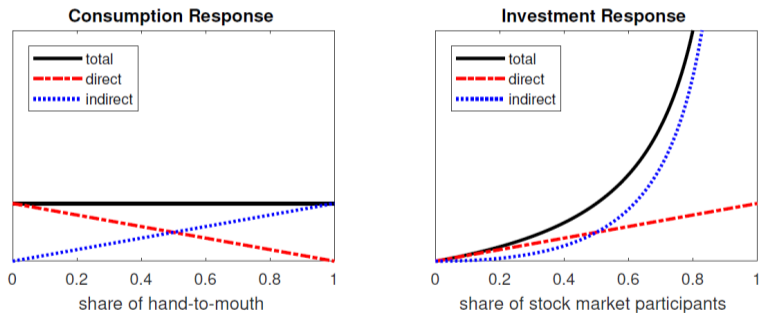 Consumption Response
total
direct
indirect
0 0.2 0.4 0.6 0.8 1
share of hand-to-mouth
Investment Response
total
direct
indirect
0 0.2 0.4 0.6 0.8 1
share of stock market participants